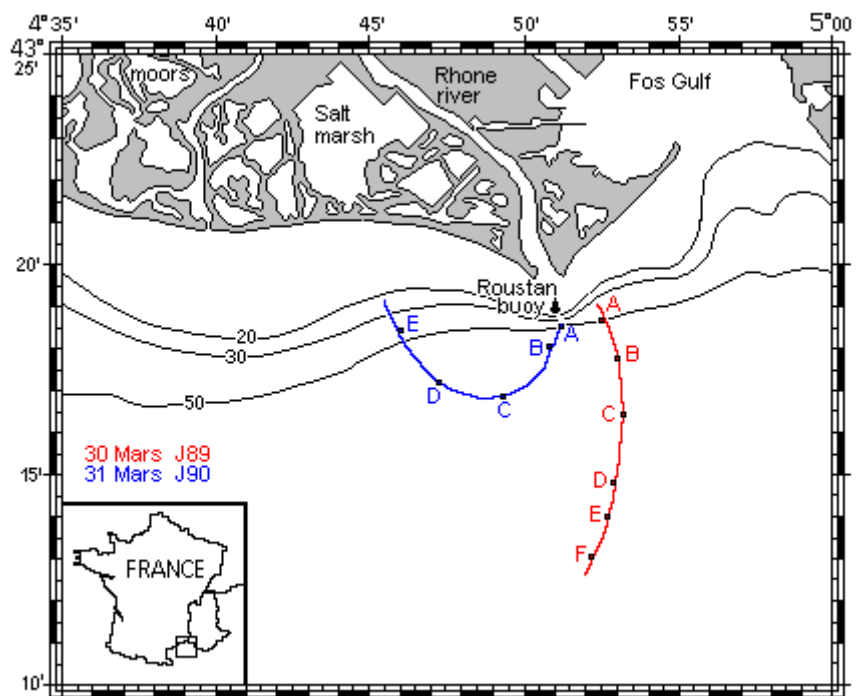 4°35' 40' 45' 50' 55' 5°00
43°
25'
moors
Rhone
river
Fos Gulf
Salt
marsh
20'
Roustan
buoy
A
E
A
20
B
B
30
D
C
C
50
30 Mars J89
31 Mars J90
15'
D
E
FRANCE
F
10'